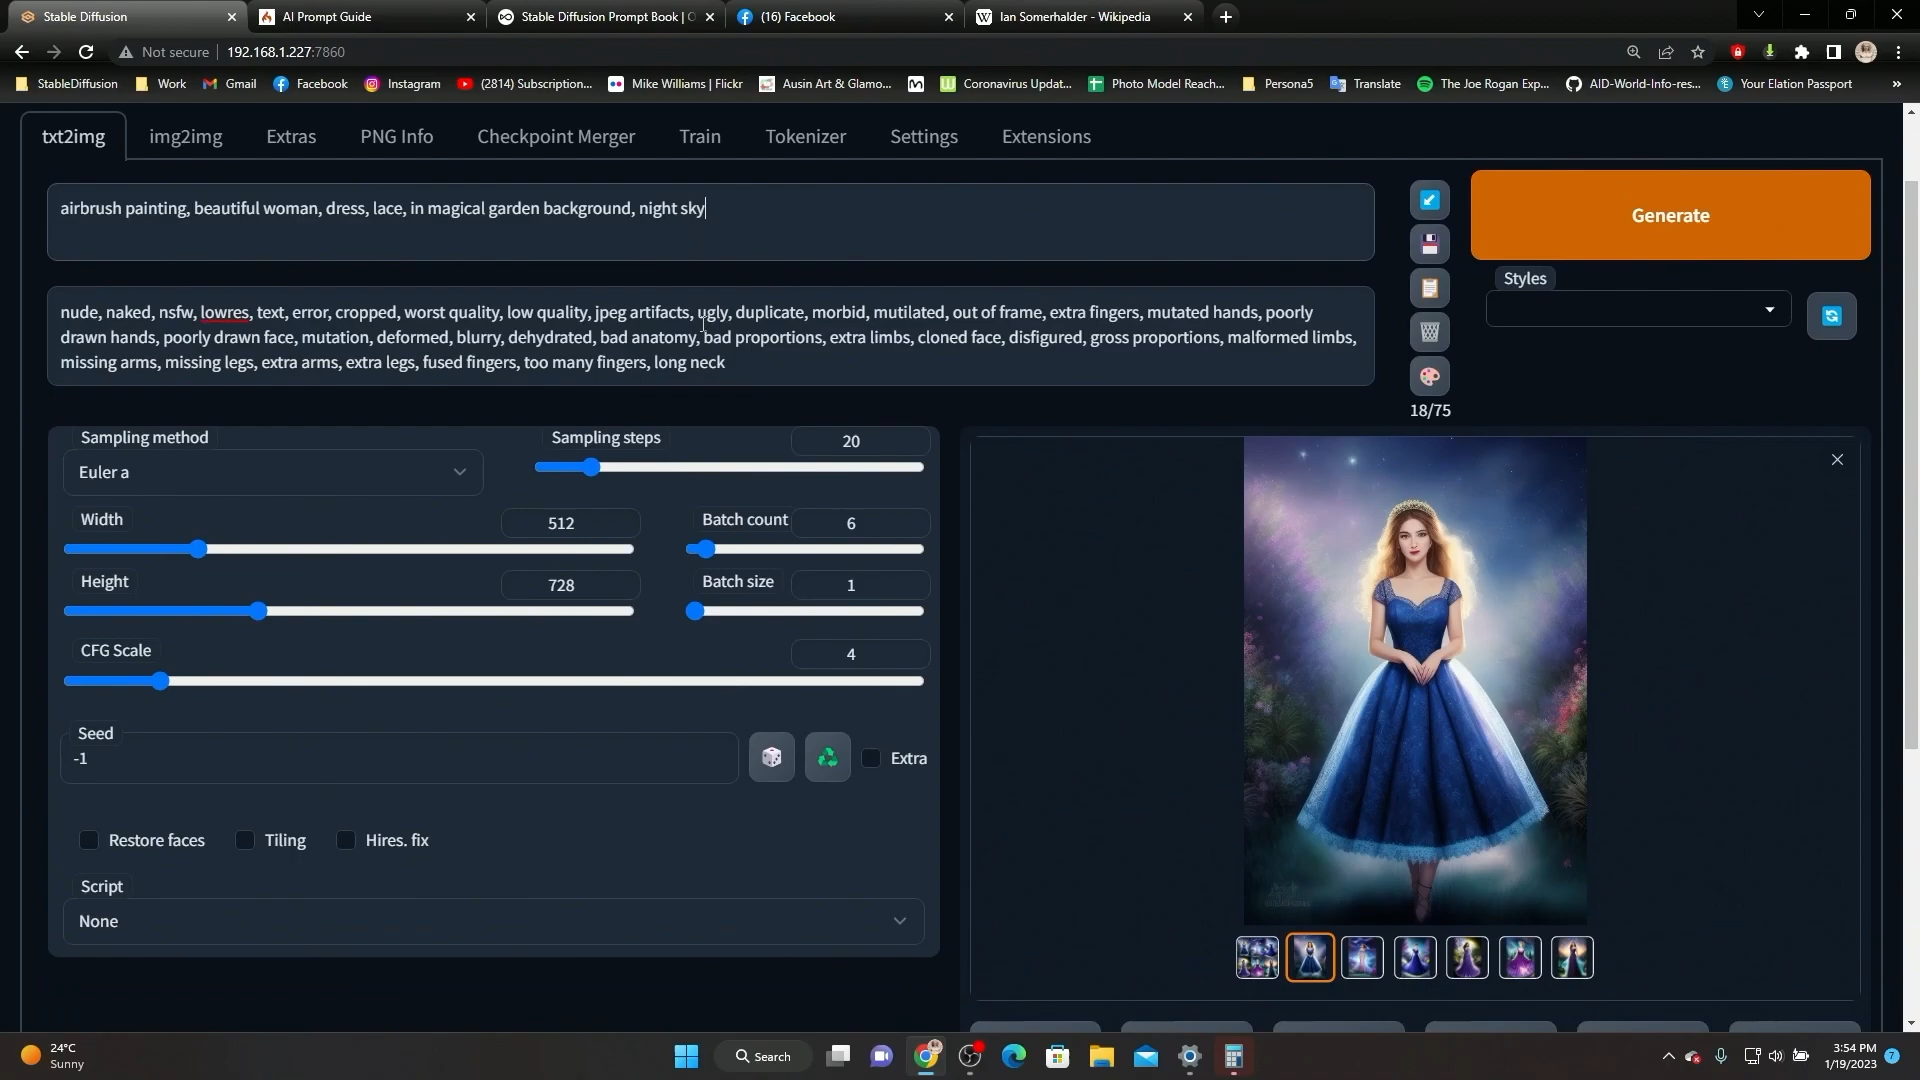 Stable Diffusion
AI Prompt Guide
Stable Diffusion Prompt Book | O
(16) Facebook
Ian Somerhalder - Wikipedia
Not secure
192.168.1.227:7860
StableDiffusion
Work
Gmail
Facebook
Instagram
(2814) Subscription...
Mike Williams | Flickr
Ausin Art & Glamo...
Coronavirus Updat...
Photo Model Reach...
Persona5
Translate
The Joe Rogan Exp...
AID-World-Info-res...
Your Elation Passport
»
txt2img
img2img
Extras
PNG Info
Checkpoint Merger
Train
Tokenizer
Settings
Extensions
airbrush painting, beautiful woman, dress, lace, in magical garden background, night sky
Generate
Styles
nude, naked, nsfw, lowres, text, error, cropped, worst quality, low quality, jpeg artifacts, ugly, duplicate, morbid, mutilated, out of frame, extra fingers, mutated hands, poorly
drawn hands, poorly drawn face, mutation, deformed, blurry, dehydrated, bad anatomy, bad proportions, extra limbs, cloned face, disfigured, gross proportions, malformed limbs,
missing arms, missing legs, extra arms, extra legs, fused fingers, too many fingers, long neck
18/75
Sampling method
Euler a
Sampling steps
20
Width
512
Batch count
6
Height
728
Batch size
1
CFG Scale
4
Seed
-1
Extra
Restore faces
Tiling
Hires. fix
Script
None
24°C
Sunny
Search
3:54 PM
1/19/2023
7